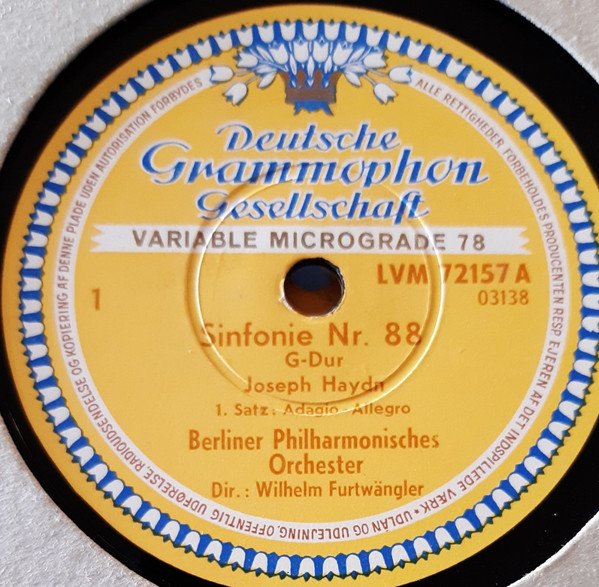 Deutsche
Grammophon
Gesellschaft
VARIABLE MICROGRADE 78
LVM 72157 A
03138
1
Sinfonie Nr. 88
G-Dur
Joseph Haydn
1. Satz: Adagio - Allegro
Berliner Philharmonisches
Orchester
Dir.: Wilhelm Furtwängler
ALLE RETTIGHEDER FORBEHOLDES PRODUCENTEN RESP. EJEREN AF DET INDSPILLEDE VÆRK · UDLÅN OG UDLEJNING, OFFENTLIG UDFØRELSE, RADIOUDSENDELSE OG KOPIERING AF DENNE PLADE UDEN AUTORISATION FORBYDES